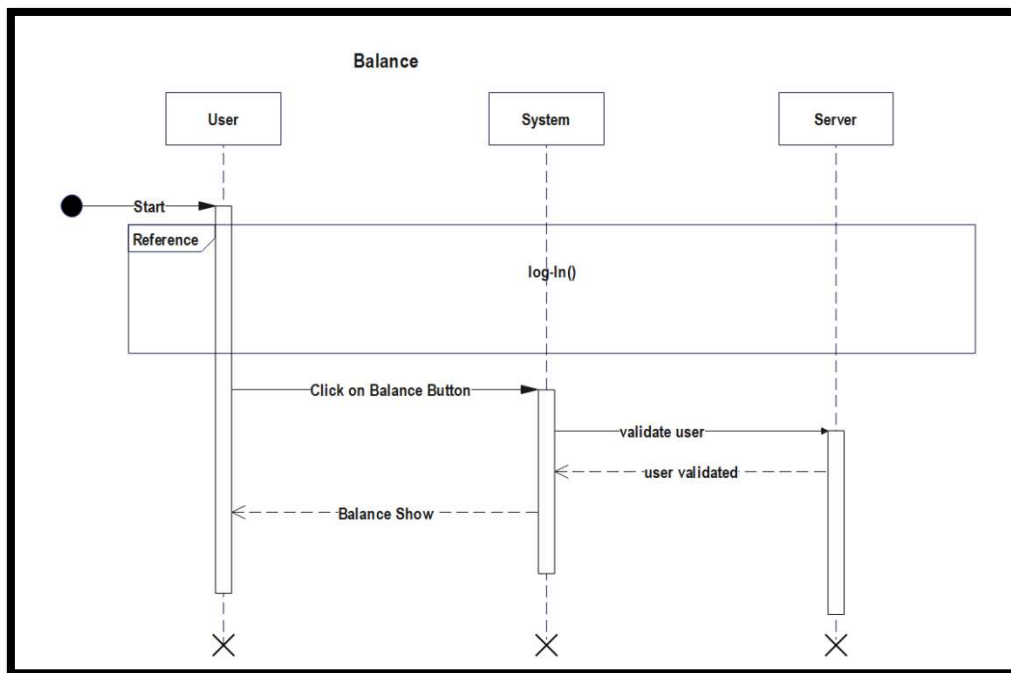 Balance
User
System
Server
Start
Reference
log-In()
Click on Balance Button
validate user
user validated
Balance Show